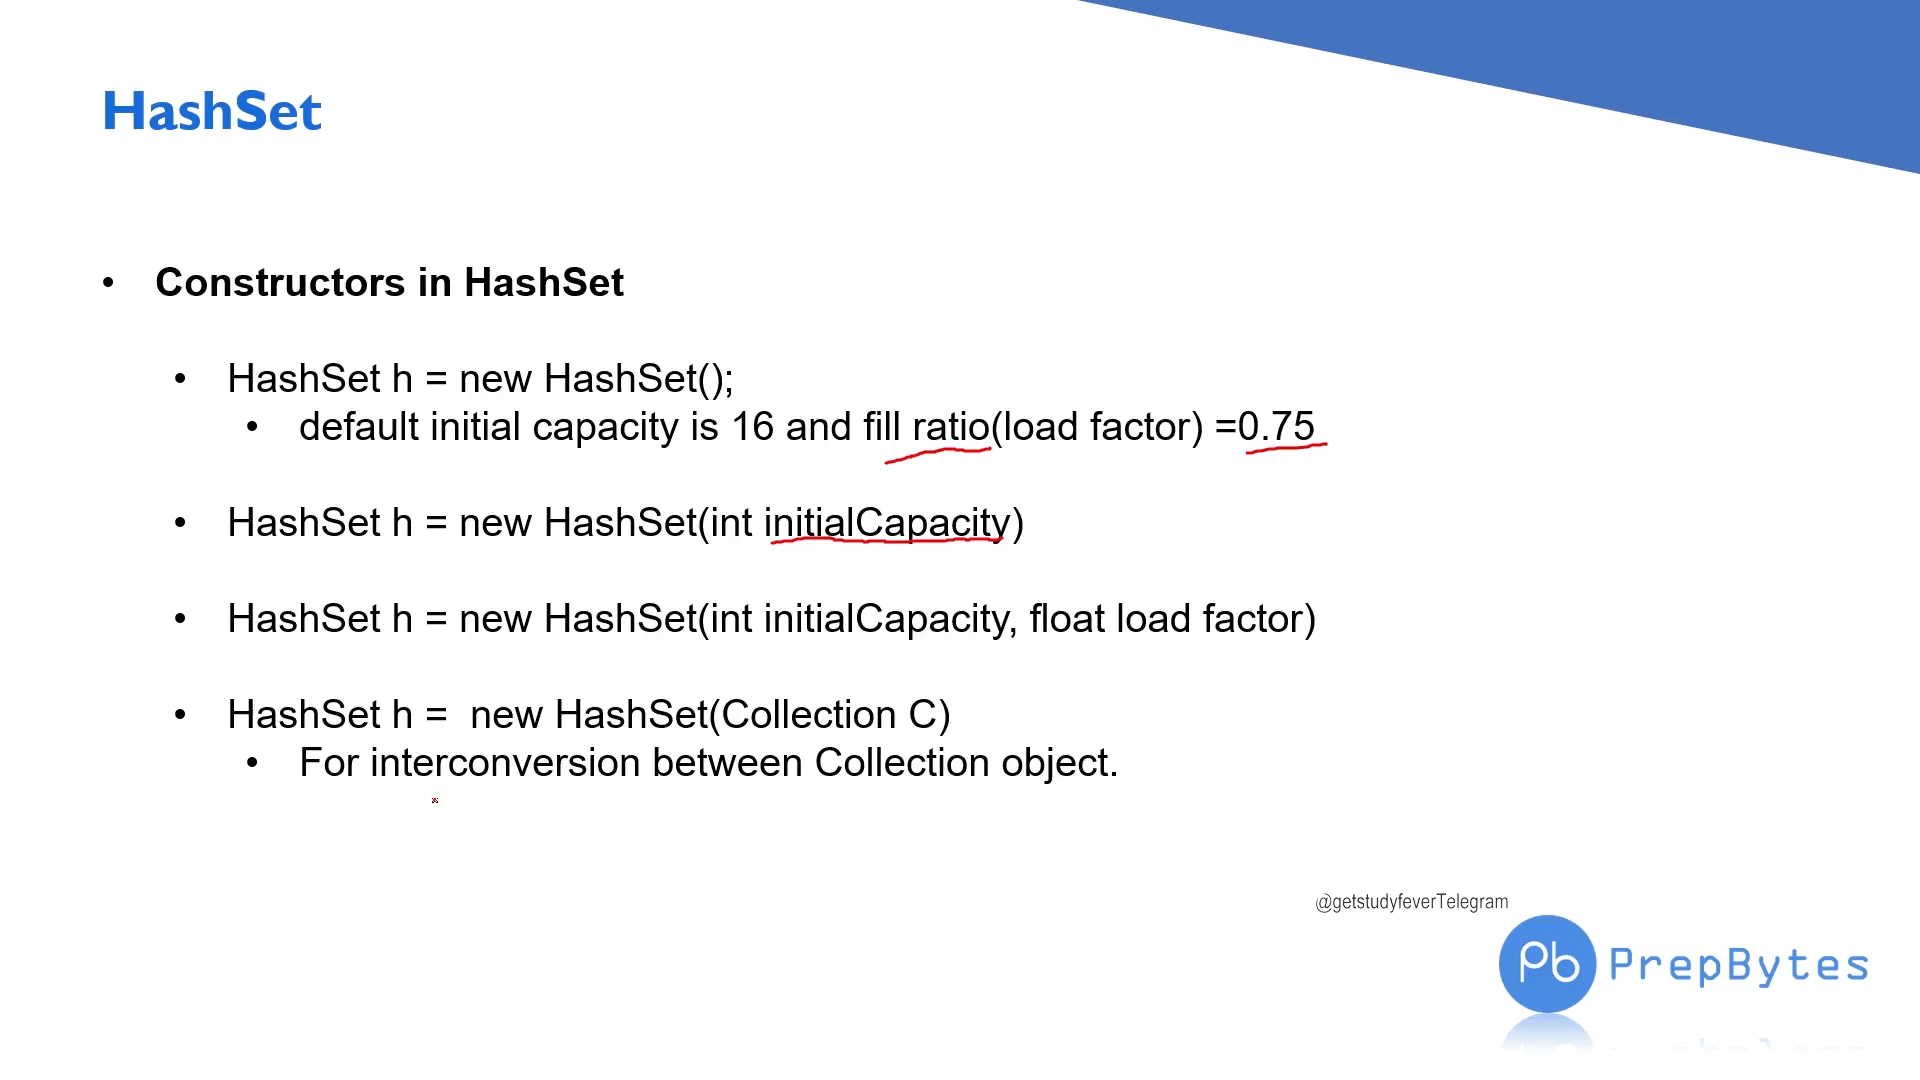 HashSet
• Constructors in HashSet
• HashSet h = new HashSet();
• default initial capacity is 16 and fill ratio(load factor) =0.75
• HashSet h = new HashSet(int initialCapacity)
• HashSet h = new HashSet(int initialCapacity, float load factor)
• HashSet h =  new HashSet(Collection C)
• For interconversion between Collection object.
@getstudyfeverTelegram
Pb PrepBytes